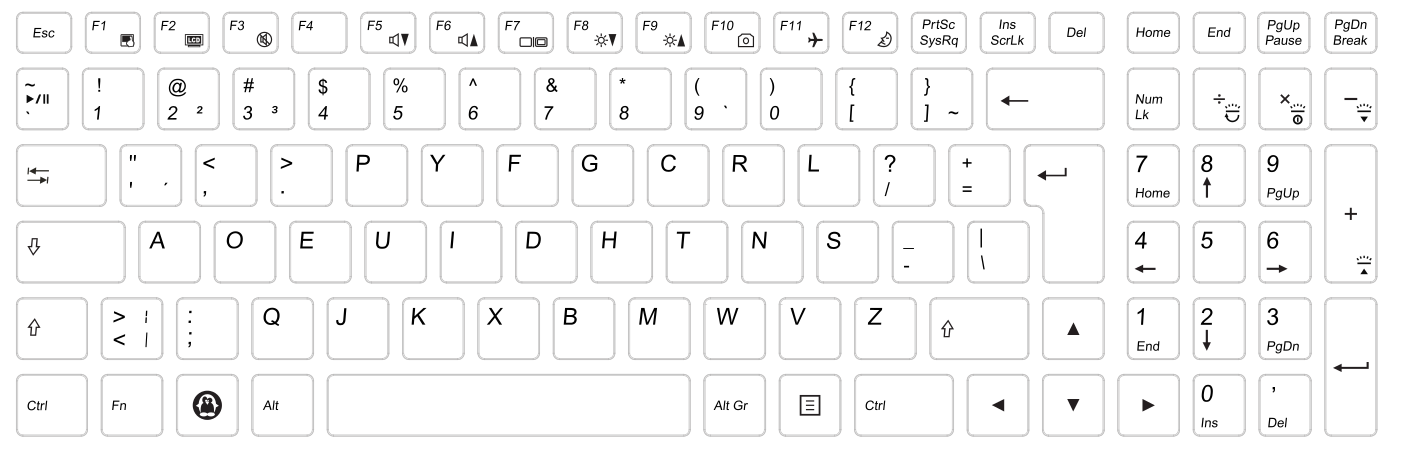 Esc F1 F2 F3 F4 F5 F6 F7 F8 F9 F10 F11 F12 PrtSc Ins Del Home End PgUp PgDn
SysRq ScrLk Pause Break
~ ! @ # $ % ^ & * ( ) { } Num ÷ × −
` 1 2 ² 3 ³ 4 5 6 7 8 9 ` 0 [ ] ~ Lk
" < > P Y F G C R L ? + 7 8 9
' ´ , . / = Home PgUp
+
A O E U I D H T N S _ | 4 5 6
- \
> ¦ : Q J K X B M W V Z 1 2 3
< | ; End PgDn
Ctrl Fn Alt Alt Gr Ctrl 0 ,
Ins Del